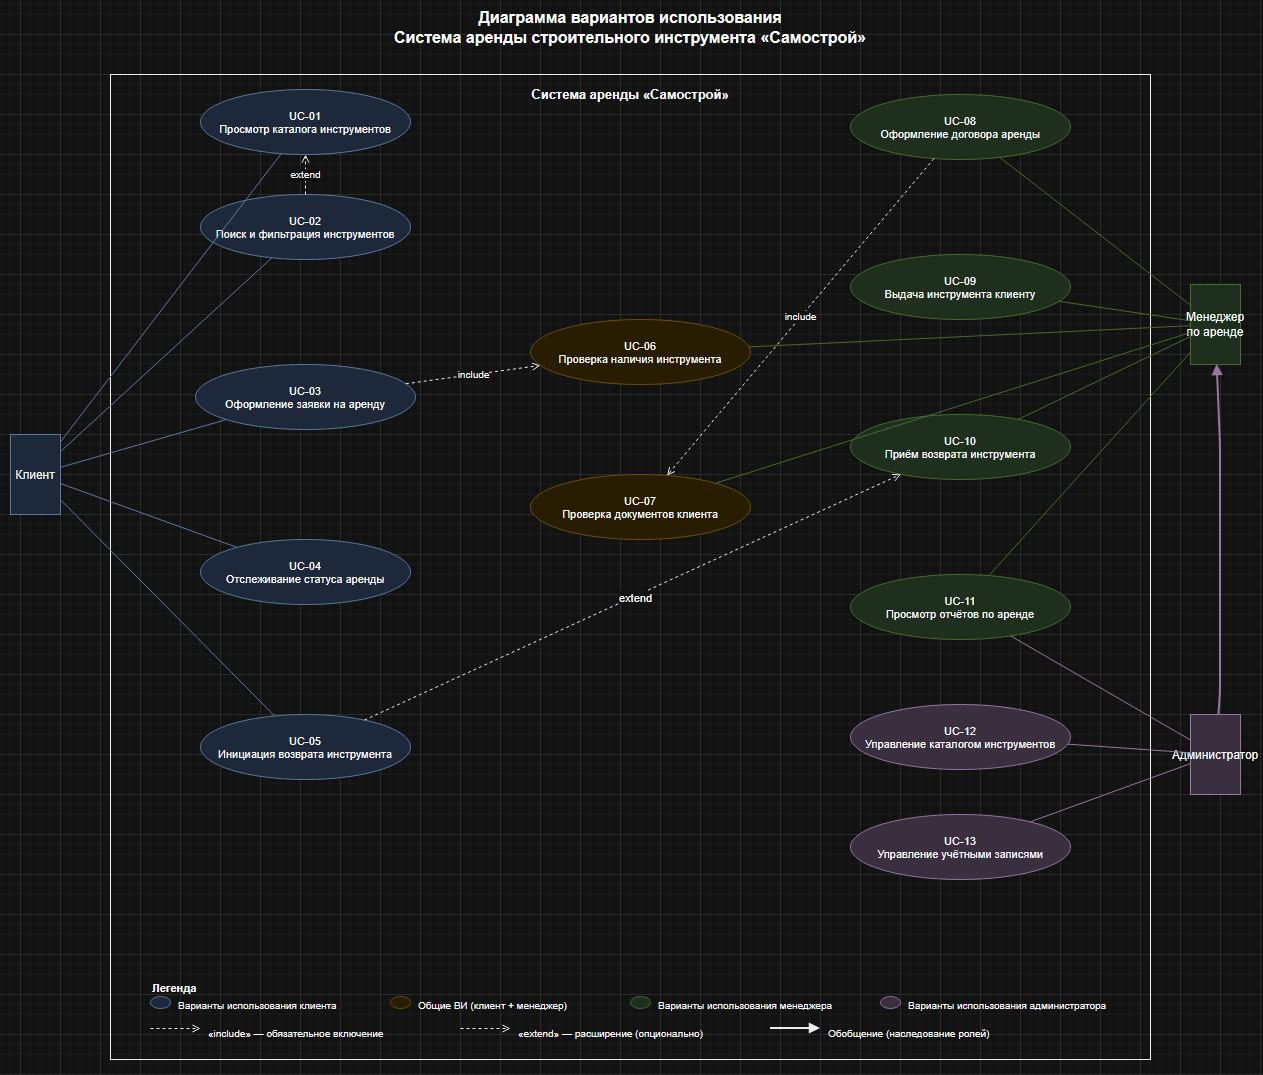 Диаграмма вариантов использования
Система аренды строительного инструмента «Самострой»
Система аренды «Самострой»
UC-01
Просмотр каталога инструментов
extend
UC-02
Поиск и фильтрация инструментов
UC-03
Оформление заявки на аренду
include
UC-04
Отслеживание статуса аренды
UC-05
Инициация возврата инструмента
extend
Клиент
UC-06
Проверка наличия инструмента
UC-07
Проверка документов клиента
include
UC-08
Оформление договора аренды
UC-09
Выдача инструмента клиенту
UC-10
Приём возврата инструмента
UC-11
Просмотр отчётов по аренде
UC-12
Управление каталогом инструментов
UC-13
Управление учётными записями
Менеджер
по аренде
Администратор
Легенда
Варианты использования клиента
Общие ВИ (клиент + менеджер)
Варианты использования менеджера
Варианты использования администратора
«include» — обязательное включение
«extend» — расширение (опционально)
Обобщение (наследование ролей)